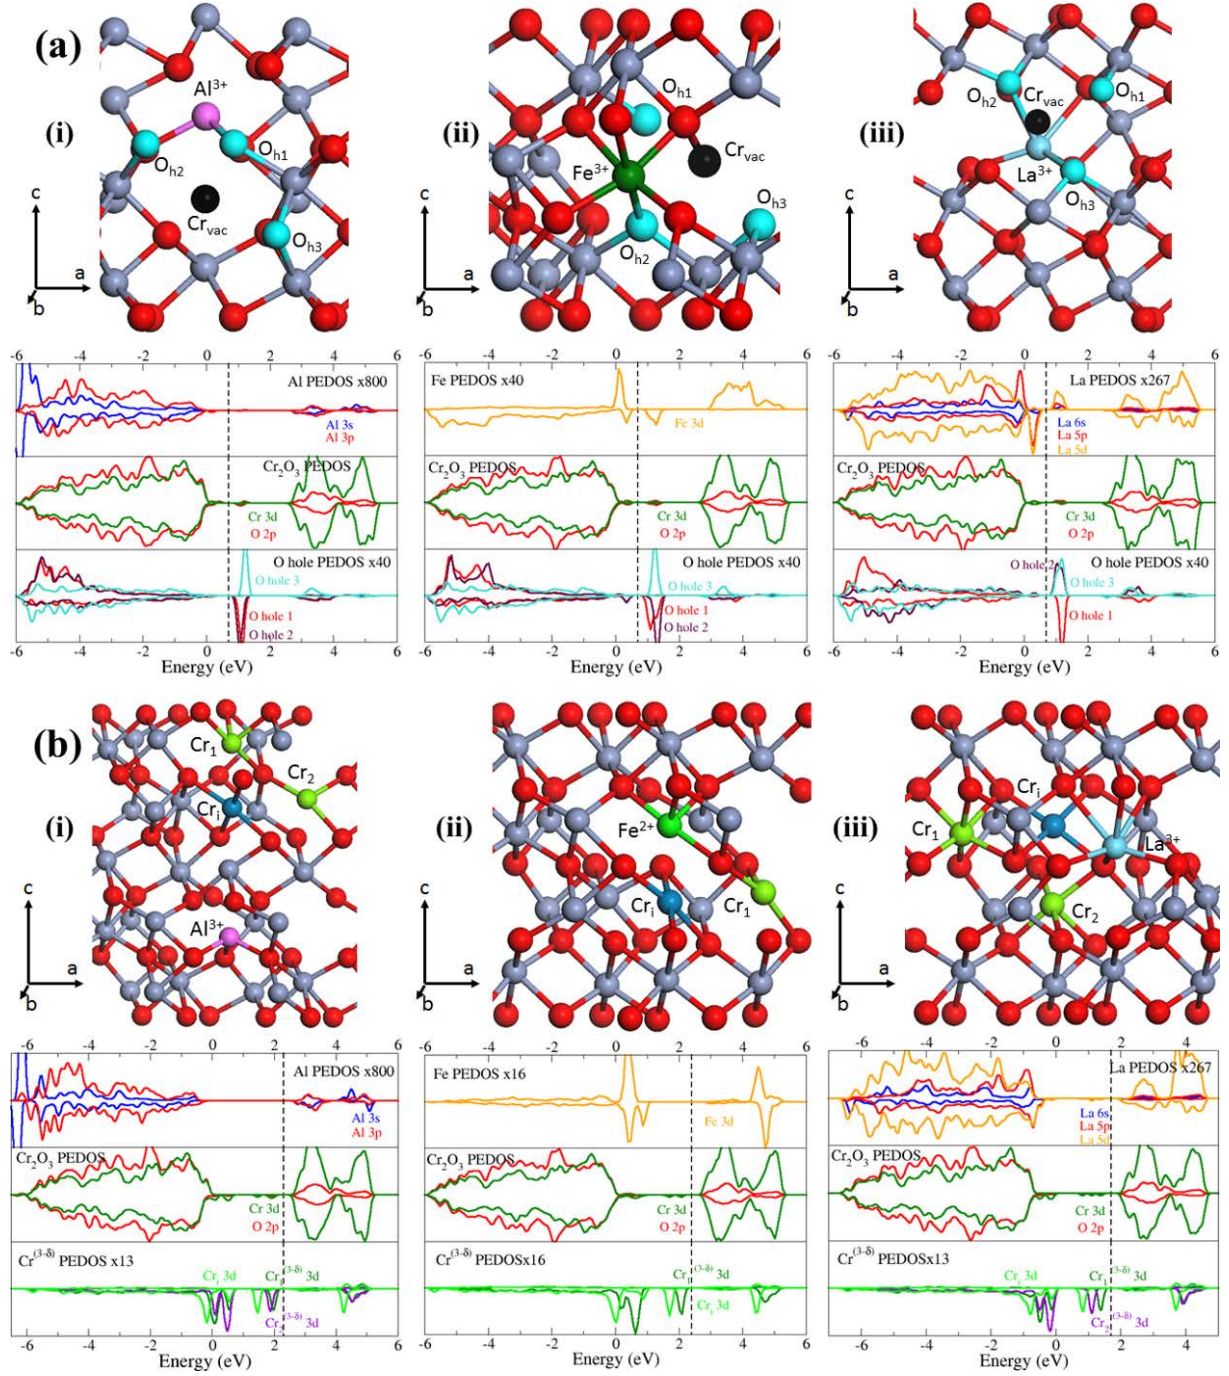 (a)
(i)
Al3+
Oh2
Oh1
Crvac
Oh3
c
a
b
(ii)
Oh1
Crvac
Fe3+
Oh3
Oh2
c
a
b
(iii)
Oh2
Crvac
Oh1
La3+
Oh3
c
a
b
-6 -4 -2 0 2 4 6
Al PEDOS x800
Al 3s
Al 3p
Cr2O3 PEDOS
Cr 3d
O 2p
O hole PEDOS x40
O hole 3
O hole 1
O hole 2
-6 -4 -2 0 2 4 6
Energy (eV)
-6 -4 -2 0 2 4 6
Fe PEDOS x40
Fe 3d
Cr2O3 PEDOS
Cr 3d
O 2p
O hole PEDOS x40
O hole 3
O hole 1
O hole 2
-6 -4 -2 0 2 4 6
Energy (eV)
-6 -4 -2 0 2 4 6
La PEDOS x267
La 6s
La 5p
La 5d
Cr2O3 PEDOS
Cr 3d
O 2p
O hole 2
O hole PEDOS x40
O hole 3
O hole 1
-6 -4 -2 0 2 4 6
Energy (eV)
(b)
(i)
Cr1
Cr2
Cri
Al3+
c
a
b
(ii)
Fe2+
Cri
Cr1
c
a
b
(iii)
Cri
Cr1
La3+
Cr2
c
a
b
-6 -4 -2 0 2 4 6
Al PEDOS x800
Al 3s
Al 3p
Cr2O3 PEDOS
Cr 3d
O 2p
Cr(3-δ) PEDOS x13
Cri 3d
Cr1(3-δ) 3d
Cr2(3-δ) 3d
-6 -4 -2 0 2 4 6
Energy (eV)
-6 -4 -2 0 2 4 6
Fe PEDOS x16
Fe 3d
Cr2O3 PEDOS
Cr 3d
O 2p
Cr(3-δ) PEDOSx16
Cr1(3-δ) 3d
Cri 3d
-6 -4 -2 0 2 4 6
Energy (eV)
-6 -4 -2 0 2 4
La PEDOS x267
La 6s
La 5p
La 5d
Cr2O3 PEDOS
Cr 3d
O 2p
Cr(3-δ) PEDOSx13
Cri 3d
Cr1(3-δ) 3d
Cr2(3-δ) 3d
-6 -4 -2 0 2 4
Energy (eV)